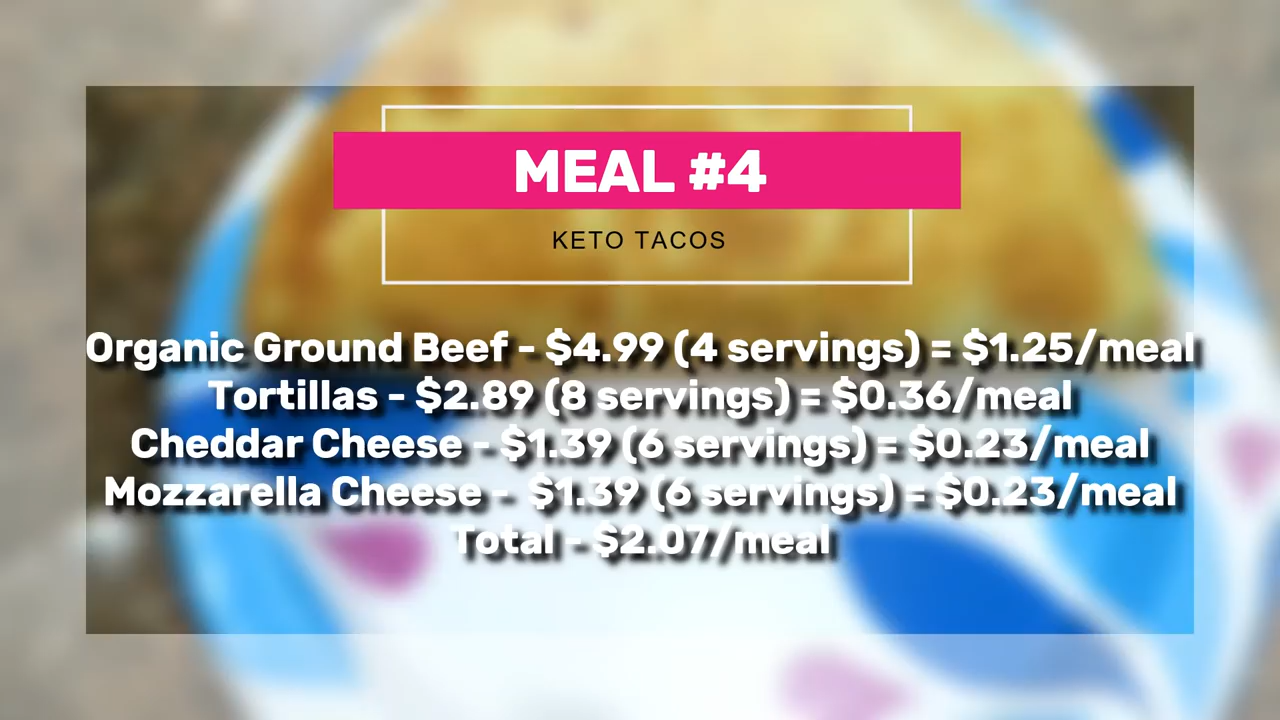 MEAL #4
KETO TACOS
Organic Ground Beef - $4.99 (4 servings) = $1.25/meal
Tortillas - $2.89 (8 servings) = $0.36/meal
Cheddar Cheese - $1.39 (6 servings) = $0.23/meal
Mozzarella Cheese - $1.39 (6 servings) = $0.23/meal
Total - $2.07/meal